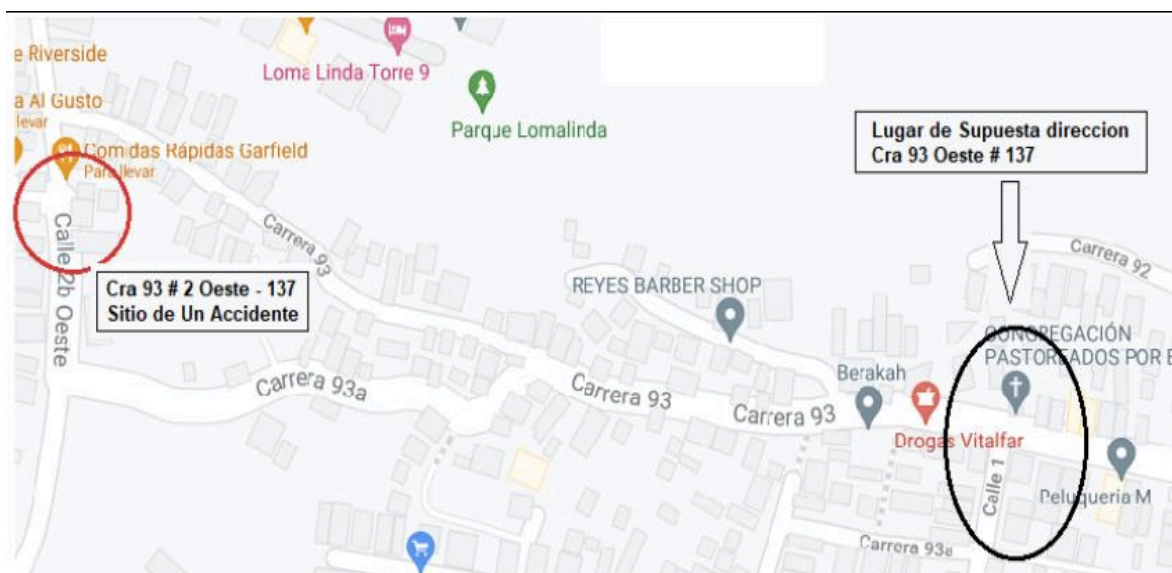 e Riverside
Loma Linda Torre 9
a Al Gusto
llevar
Parque Lomalinda
Comidas Rápidas Garfield
Para llevar
Lugar de Supuesta direccion
Cra 93 Oeste # 137
Calle 2b Oeste
Carrera 93
Carrera 92
Cra 93 # 2 Oeste - 137
Sitio de Un Accidente
REYES BARBER SHOP
CONGREGACIÓN
PASTOREADOS POR E
Berakah
Carrera 93a
Carrera 93
Carrera 93
Drogas Vitalfar
Calle 1
Peluqueria M
Carrera 93a